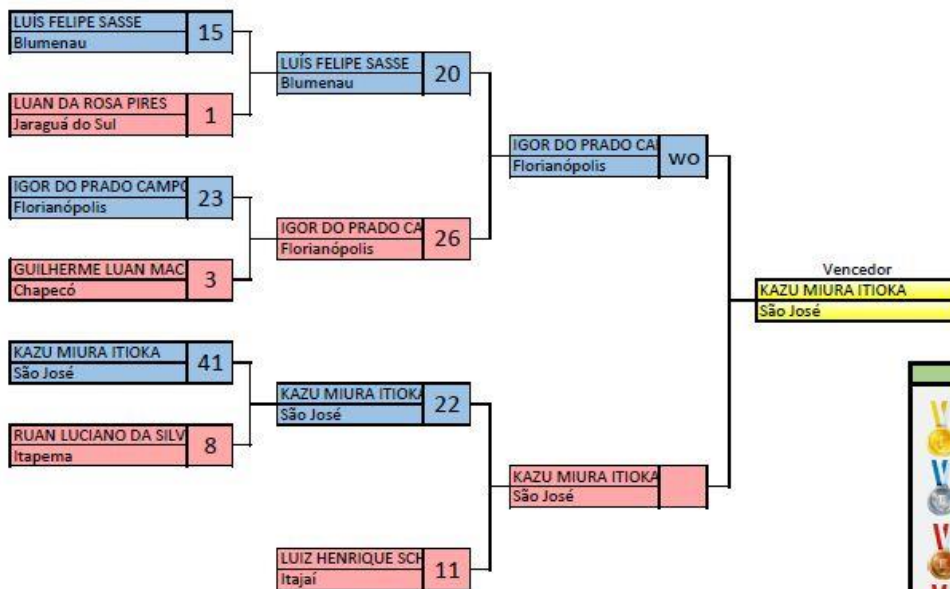 LUÍS FELIPE SASSE 15
Blumenau
LUAN DA ROSA PIRES 1
Jaraguá do Sul
IGOR DO PRADO CAMPO 23
Florianópolis
GUILHERME LUAN MAC 3
Chapecó
KAZU MIURA ITIOKA 41
São José
RUAN LUCIANO DA SILV 8
Itapema
LUÍS FELIPE SASSE 20
Blumenau
IGOR DO PRADO CA 26
Florianópolis
KAZU MIURA ITIOKA 22
São José
LUIZ HENRIQUE SCH 11
Itajaí
IGOR DO PRADO CA wo
Florianópolis
KAZU MIURA ITIOKA
São José
Vencedor
KAZU MIURA ITIOKA
São José